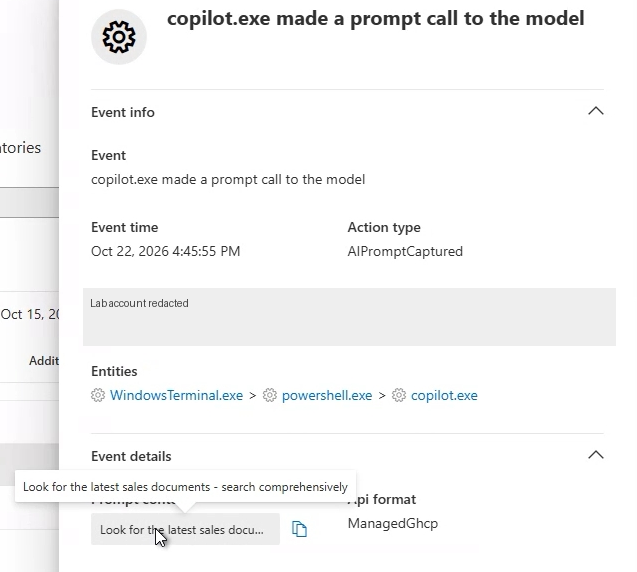 copilot.exe made a prompt call to the model
Event info
tories
Event
copilot.exe made a prompt call to the model
Event time
Action type
Oct 22, 2026 4:45:55 PM
AIPromptCaptured
Lab account redacted
Oct 15, 20
Addit
Entities
WindowsTerminal.exe > powershell.exe > copilot.exe
Event details
Look for the latest sales documents - search comprehensively
Prompt conte
Api format
Look for the latest sales docu...
ManagedGhcp